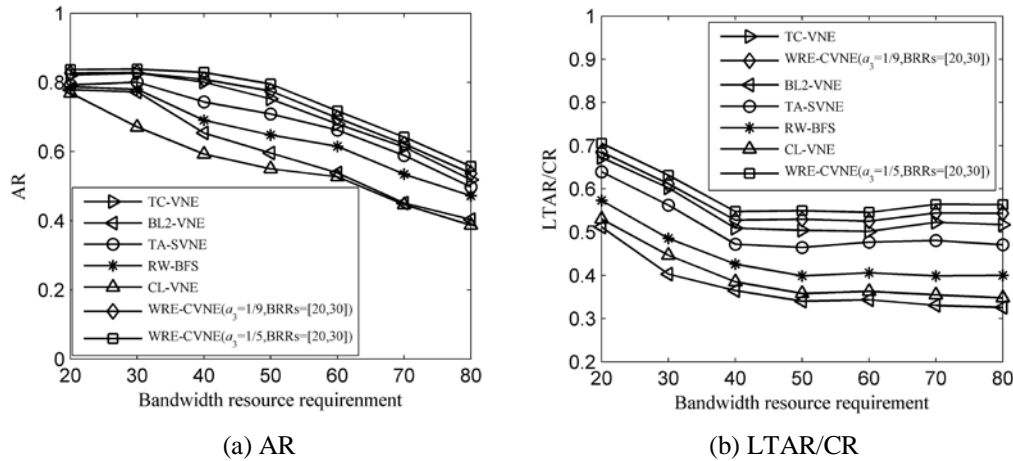 1
0.8
0.6
0.4
0.2
0
AR
TC-VNE
BL2-VNE
TA-SVNE
RW-BFS
CL-VNE
WRE-CVNE(a₃=1/9,BRRs=[20,30])
WRE-CVNE(a₃=1/5,BRRs=[20,30])
20 30 40 50 60 70 80
Bandwidth resource requirenment
(a) AR
1
0.9
0.8
0.7
0.6
0.5
0.4
0.3
0.2
LTAR/CR
TC-VNE
WRE-CVNE(a₃=1/9,BRRs=[20,30])
BL2-VNE
TA-SVNE
RW-BFS
CL-VNE
WRE-CVNE(a₃=1/5,BRRs=[20,30])
20 30 40 50 60 70 80
Bandwidth resource requirement
(b) LTAR/CR